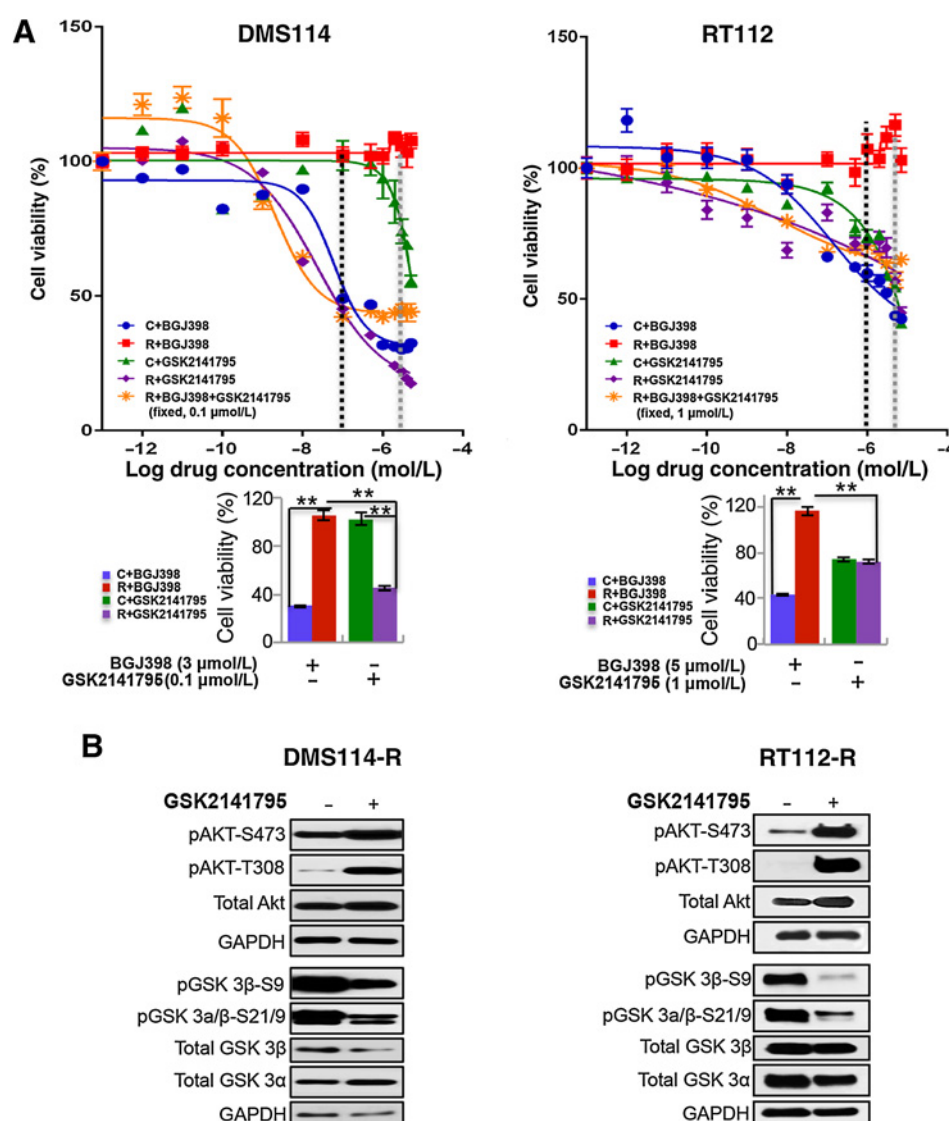 A
DMS114
Cell viability (%)
150
100
50
0
C+BGJ398
R+BGJ398
C+GSK2141795
R+GSK2141795
R+BGJ398+GSK2141795
(fixed, 0.1 µmol/L)
−12
−10
−8
−6
−4
Log drug concentration (mol/L)
RT112
Cell viability (%)
150
100
50
0
C+BGJ398
R+BGJ398
C+GSK2141795
R+GSK2141795
R+BGJ398+GSK2141795
(fixed, 1 µmol/L)
−12
−10
−8
−6
−4
Log drug concentration (mol/L)
Cell viability (%)
120
80
40
0
**
**
**
C+BGJ398
R+BGJ398
C+GSK2141795
R+GSK2141795
BGJ398 (3 µmol/L) + −
GSK2141795 (0.1 µmol/L) − +
Cell viability (%)
120
80
40
0
**
**
C+BGJ398
R+BGJ398
C+GSK2141795
R+GSK2141795
BGJ398 (5 µmol/L) + −
GSK2141795 (1 µmol/L) − +
B
DMS114-R
GSK2141795 − +
pAKT-S473
pAKT-T308
Total Akt
GAPDH
pGSK 3β-S9
pGSK 3a/β-S21/9
Total GSK 3β
Total GSK 3α
GAPDH
RT112-R
GSK2141795 − +
pAKT-S473
pAKT-T308
Total Akt
GAPDH
pGSK 3β-S9
pGSK 3a/β-S21/9
Total GSK 3β
Total GSK 3α
GAPDH